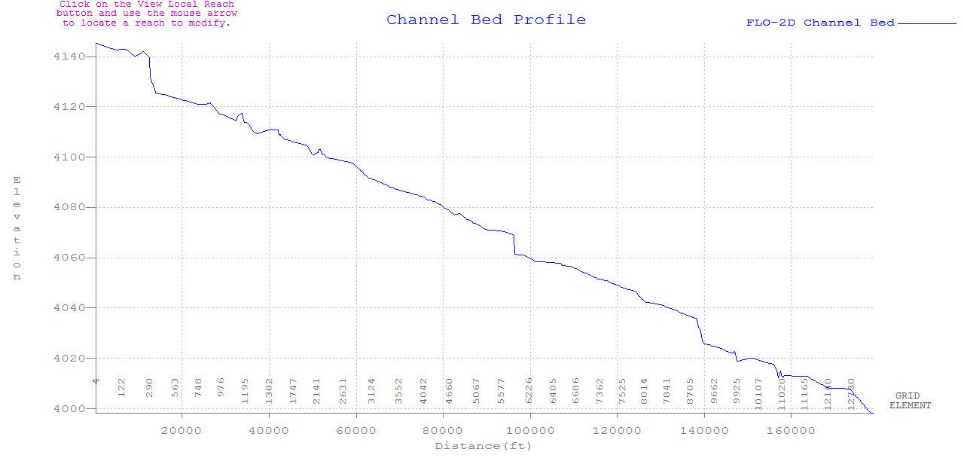 Click on the View Local Reach
button and use the mouse arrow
to locate a reach to modify.
Channel Bed Profile
FLO-2D Channel Bed
4140
4120
4100
4080
4060
4040
4020
4000
Elevation
4 122 290 563 748 976 1195 1382 1747 2141 2631 3124 3552 4042 4660 5067 5577 6226 6405 6686 7362 7525 8014 7841 8705 9662 9925 10107 11020 11165
GRID
ELEMENT
20000 40000 60000 80000 100000 120000 140000 160000
Distance(ft)